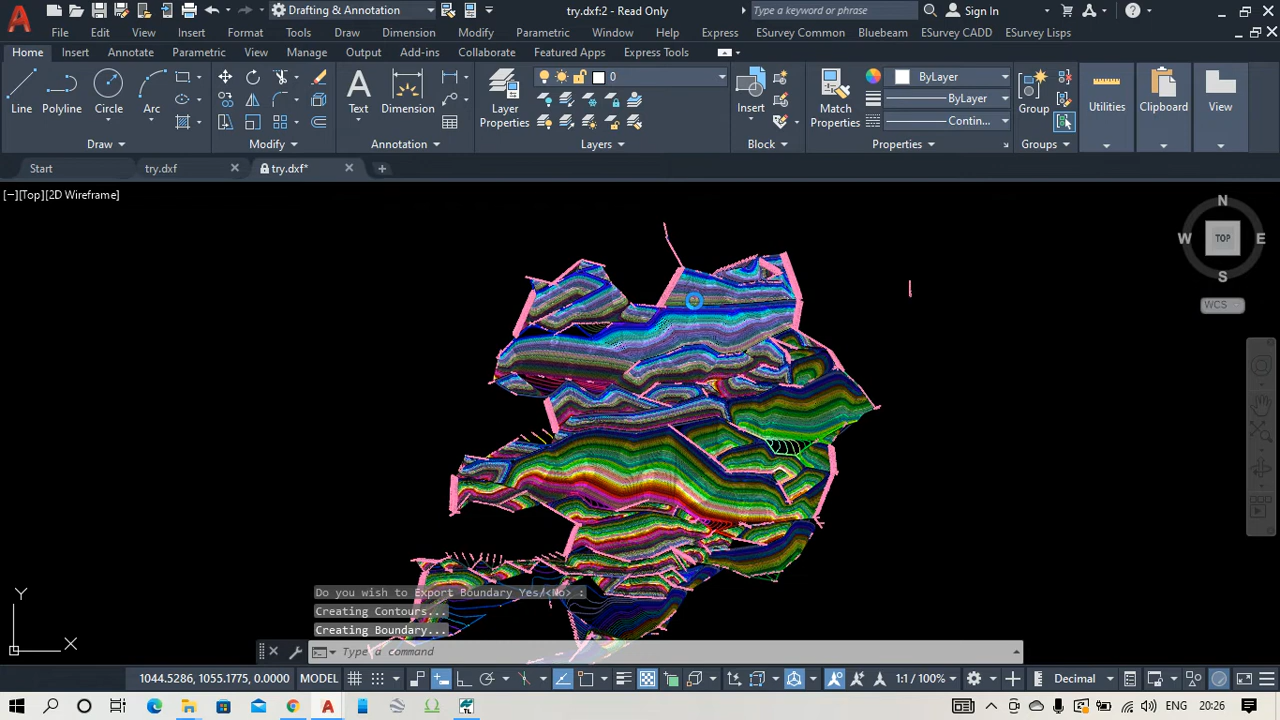 Drafting & Annotation
try.dxf:2 - Read Only
Type a keyword or phrase
Sign In
File Edit View Insert Format Tools Draw Dimension Modify Parametric Window Help Express ESurvey Common Bluebeam ESurvey CADD ESurvey Lisps
Home Insert Annotate Parametric View Manage Output Add-ins Collaborate Featured Apps Express Tools
A
0
ByLayer
ByLayer
Contin...
Line Polyline Circle Arc
Text Dimension
Layer Properties
Insert
Match Properties
Group
Utilities
Clipboard
View
Draw Modify Annotation Layers Block Properties Groups
Start try.dxf try.dxf*
[−][Top][2D Wireframe]
N
W TOP E
S
WCS
Do you wish to Export Boundary Yes/<No> :
Creating Contours...
Creating Boundary...
Y
X
Type a command
1044.5286, 1055.1775, 0.0000 MODEL
1:1 / 100%
Decimal
ENG 20:26